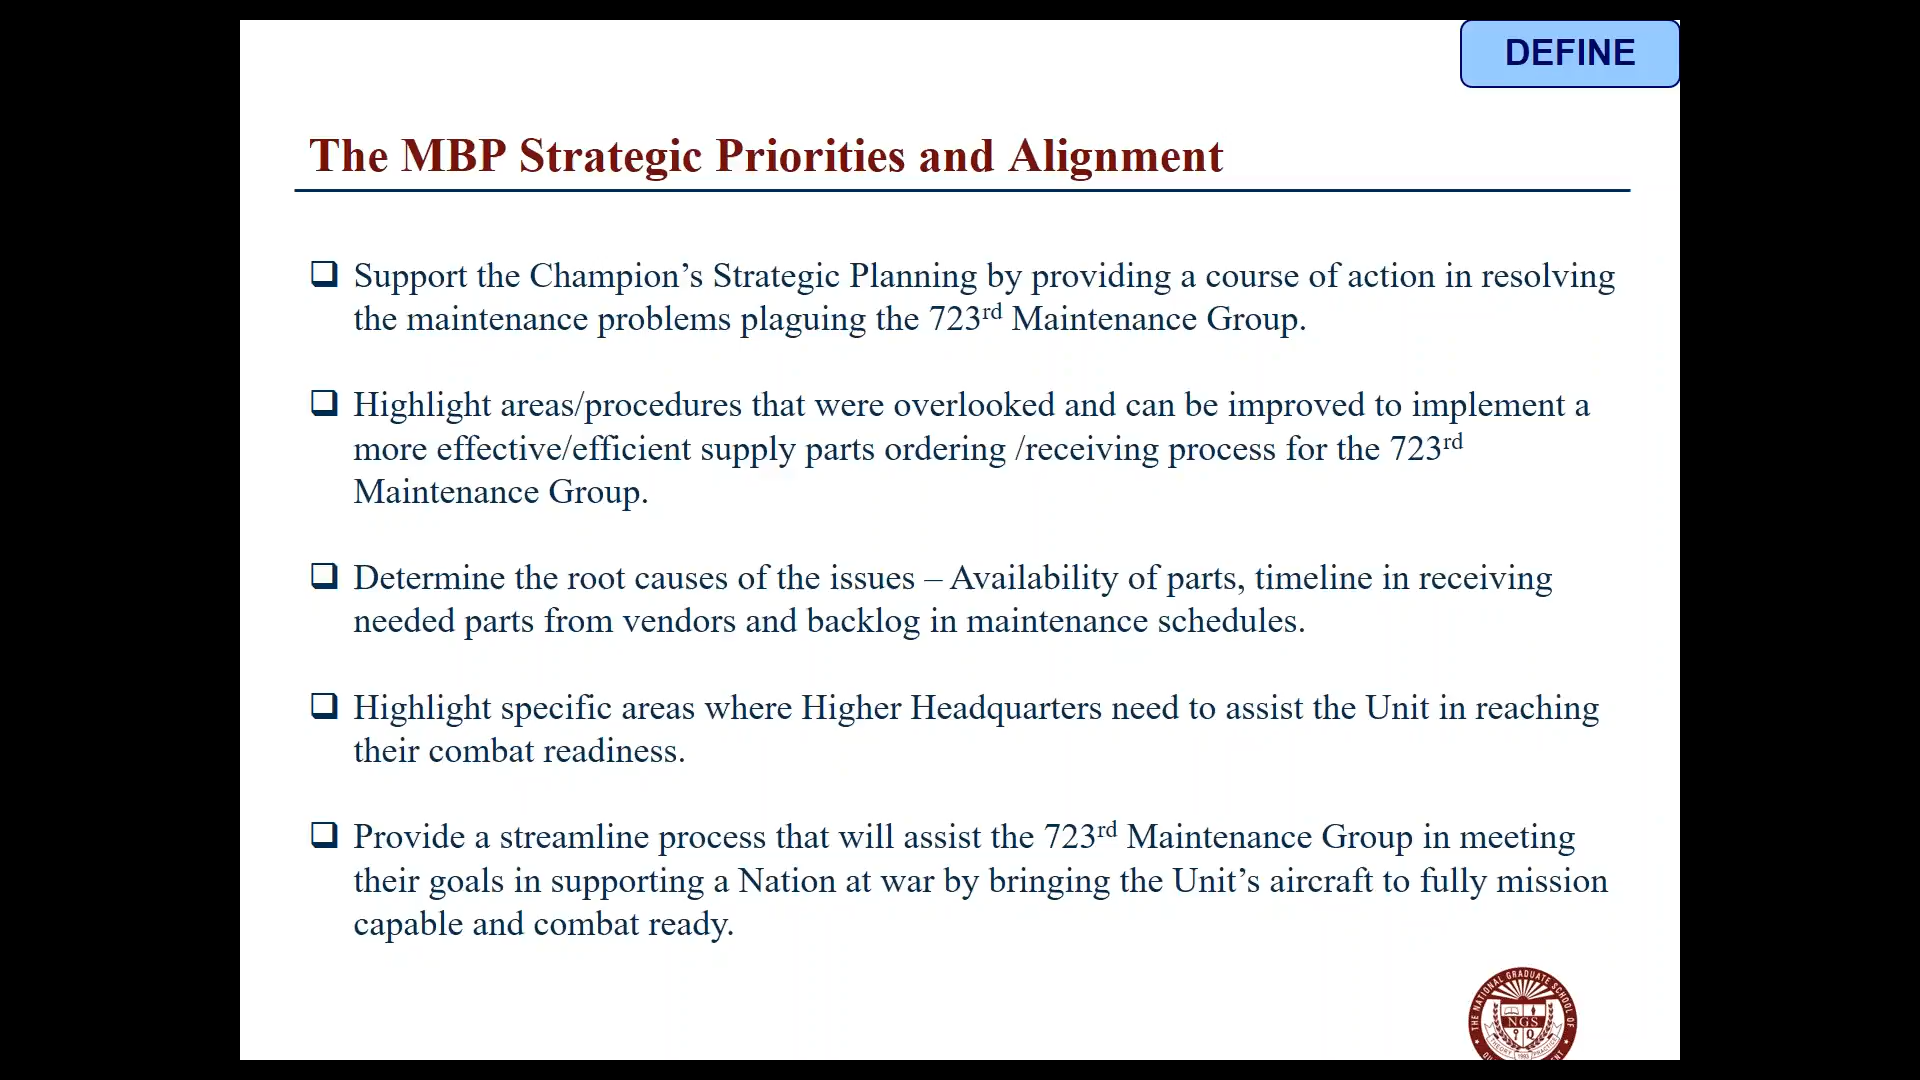 DEFINE
The MBP Strategic Priorities and Alignment
❑ Support the Champion’s Strategic Planning by providing a course of action in resolving
the maintenance problems plaguing the 723rd Maintenance Group.
❑ Highlight areas/procedures that were overlooked and can be improved to implement a
more effective/efficient supply parts ordering /receiving process for the 723rd
Maintenance Group.
❑ Determine the root causes of the issues – Availability of parts, timeline in receiving
needed parts from vendors and backlog in maintenance schedules.
❑ Highlight specific areas where Higher Headquarters need to assist the Unit in reaching
their combat readiness.
❑ Provide a streamline process that will assist the 723rd Maintenance Group in meeting
their goals in supporting a Nation at war by bringing the Unit’s aircraft to fully mission
capable and combat ready.
THE NATIONAL GRADUATE SCHOOL OF
NGS
Q